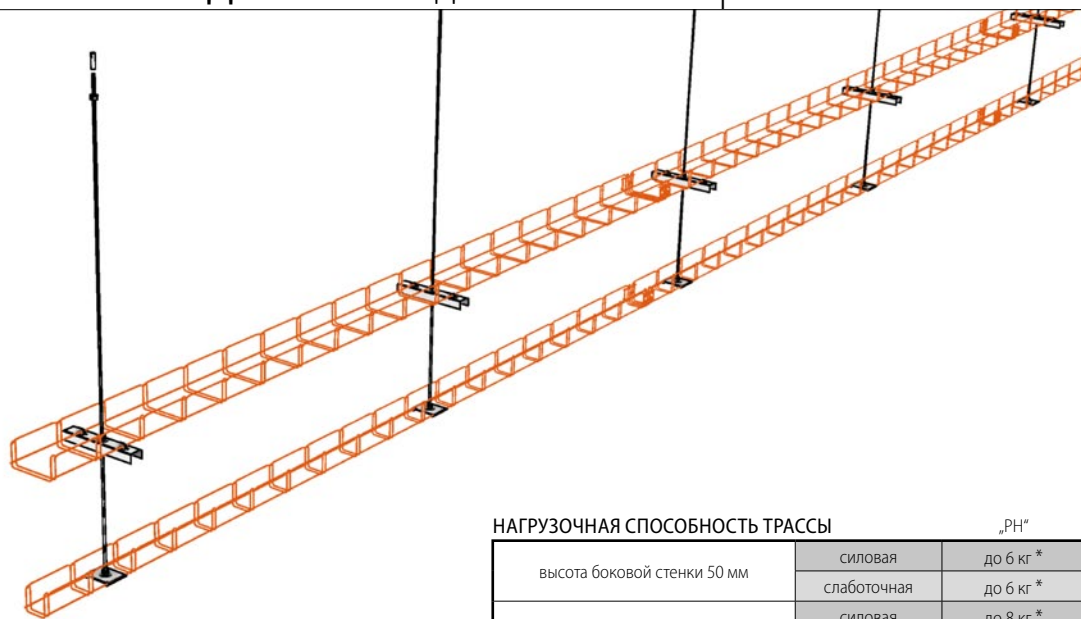 НАГРУЗОЧНАЯ СПОСОБНОСТЬ ТРАССЫ „PH“
высота боковой стенки 50 мм
силовая до 6 кг *
слаботочная до 6 кг *
силовая до 8 кг *